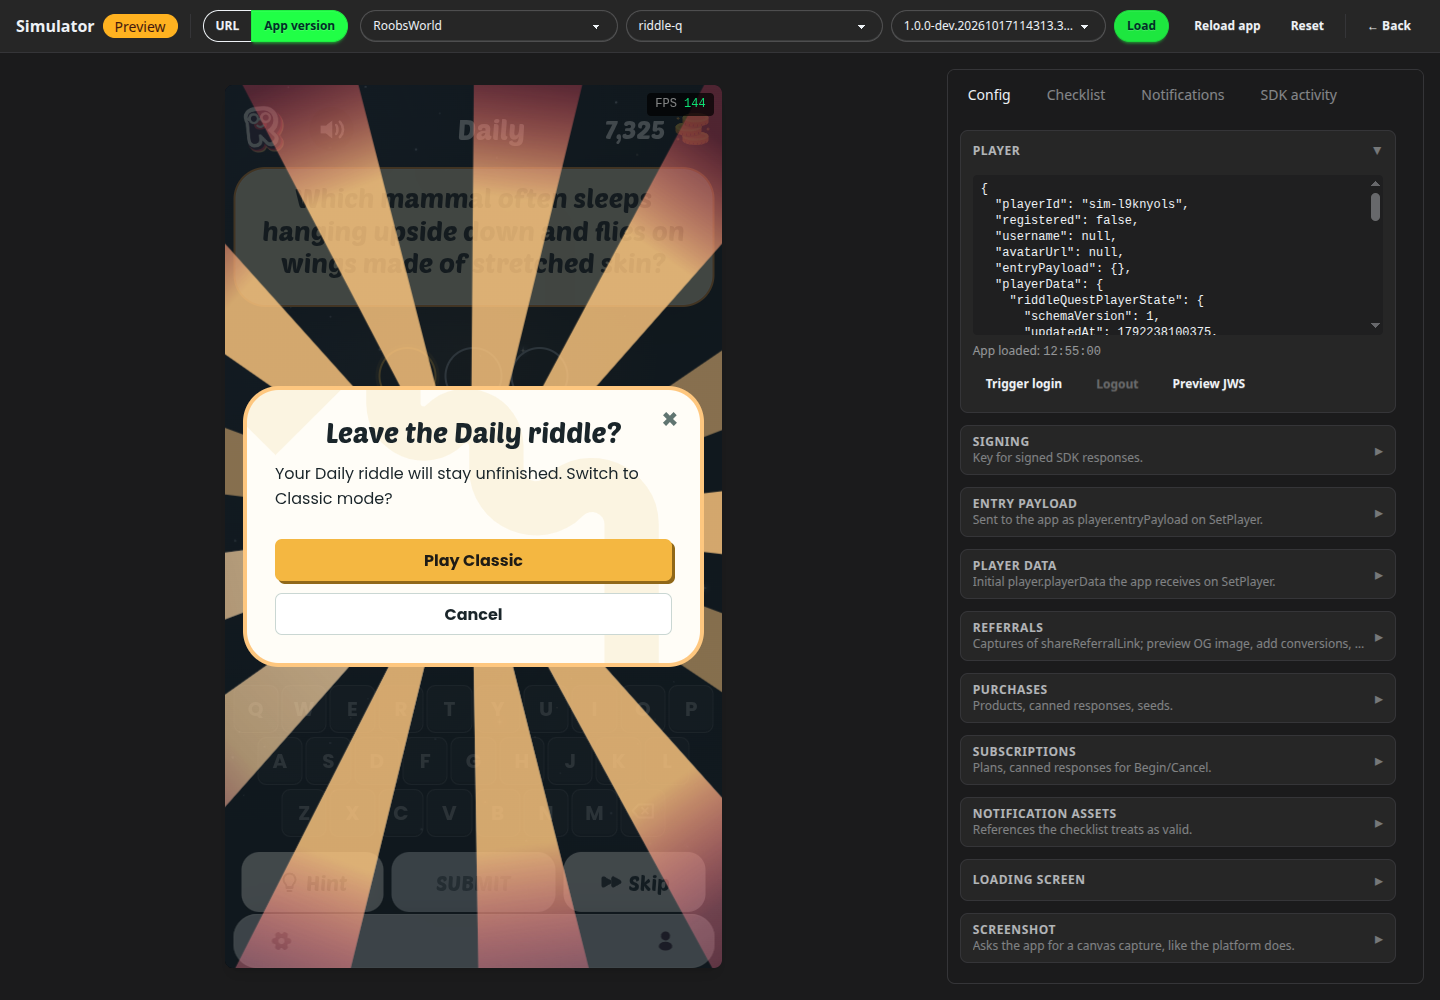 Simulator
Preview
URL
App version
RoobsWorld
riddle-q
1.0.0-dev.20261017114313.3...
Load
Reload app
Reset
← Back
FPS 144
Daily
7,325
Which mammal often sleeps
hanging upside down and flies on
wings made of stretched skin?
Leave the Daily riddle?
Your Daily riddle will stay unfinished. Switch to
Classic mode?
Play Classic
Cancel
Q W E R T Y U I O P
A S D F G H J K L
Z X C V B N M
Hint
SUBMIT
Skip
Config
Checklist
Notifications
SDK activity
PLAYER
{
"playerId": "sim-l9knyols",
"registered": false,
"username": null,
"avatarUrl": null,
"entryPayload": {},
"playerData": {
"riddleQuestPlayerState": {
"schemaVersion": 1,
"updatedAt": 1792238100375,
App loaded: 12:55:00
Trigger login
Logout
Preview JWS
SIGNING
Key for signed SDK responses.
ENTRY PAYLOAD
Sent to the app as player.entryPayload on SetPlayer.
PLAYER DATA
Initial player.playerData the app receives on SetPlayer.
REFERRALS
Captures of shareReferralLink; preview OG image, add conversions, ...
PURCHASES
Products, canned responses, seeds.
SUBSCRIPTIONS
Plans, canned responses for Begin/Cancel.
NOTIFICATION ASSETS
References the checklist treats as valid.
LOADING SCREEN
SCREENSHOT
Asks the app for a canvas capture, like the platform does.